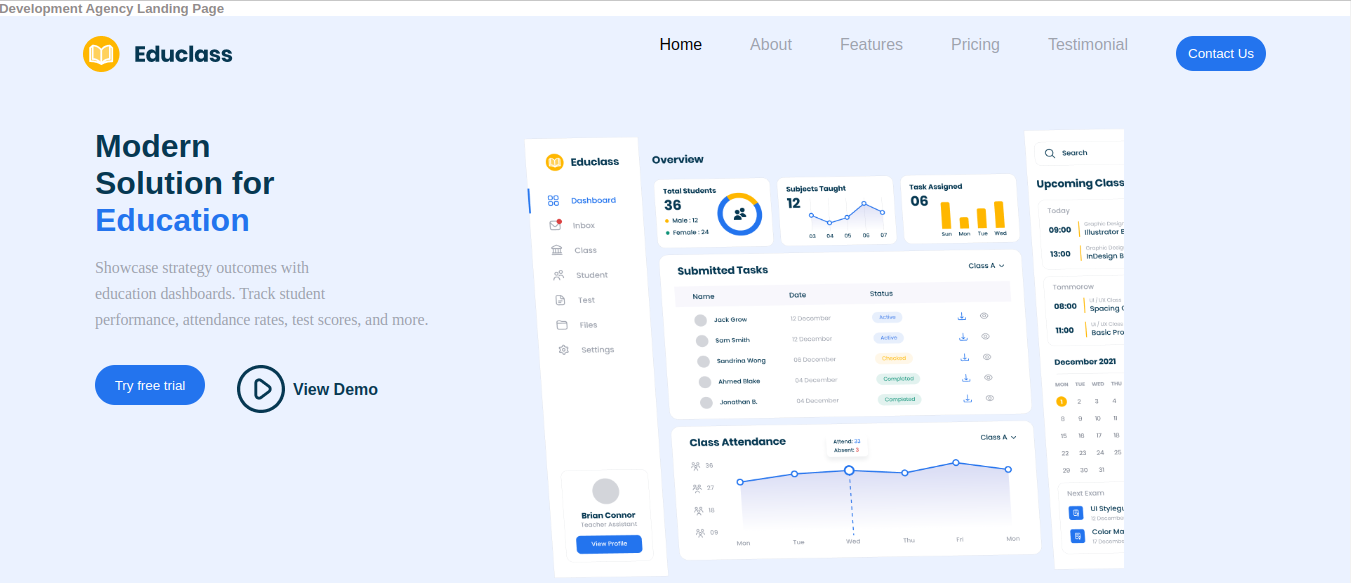 Development Agency Landing Page
Educlass
Home
About
Features
Pricing
Testimonial
Contact Us
Modern
Solution for
Education
Showcase strategy outcomes with
education dashboards. Track student
performance, attendance rates, test scores, and more.
Try free trial
View Demo
Educlass
Dashboard
Inbox
Class
Student
Test
Files
Settings
Brian Connor
Teacher Assistant
View Profile
Overview
Total Students
36
Male : 12
Female : 24
Subjects Taught
12
03 04 05 06 07
Task Assigned
06
Sun Mon Tue Wed
Submitted Tasks
Class A
Name Date Status
Jack Grow 12 December Active
Sam Smith 12 December Active
Sandrina Wong 06 December
Ahmed Blake 04 December Completed
Jonathan B. 04 December Completed
Class Attendance
Class A
Attend: 33
Absent: 3
36
27
18
09
Mon Tue Wed Thu Fri Mon
Search
Upcoming Class
Today
Graphic Design
09:00 Illustrator B
Graphic Design
13:00 InDesign B
Tommorow
UI / UX Class
08:00 Spacing
UI / UX Class
11:00 Basic Pro
December 2021
MON TUE WED THU
1 2 3 4
8 9 10 11
15 16 17 18
22 23 24 25
29 30 31
Next Exam
UI Stylegu
Color Ma
17 Decemb